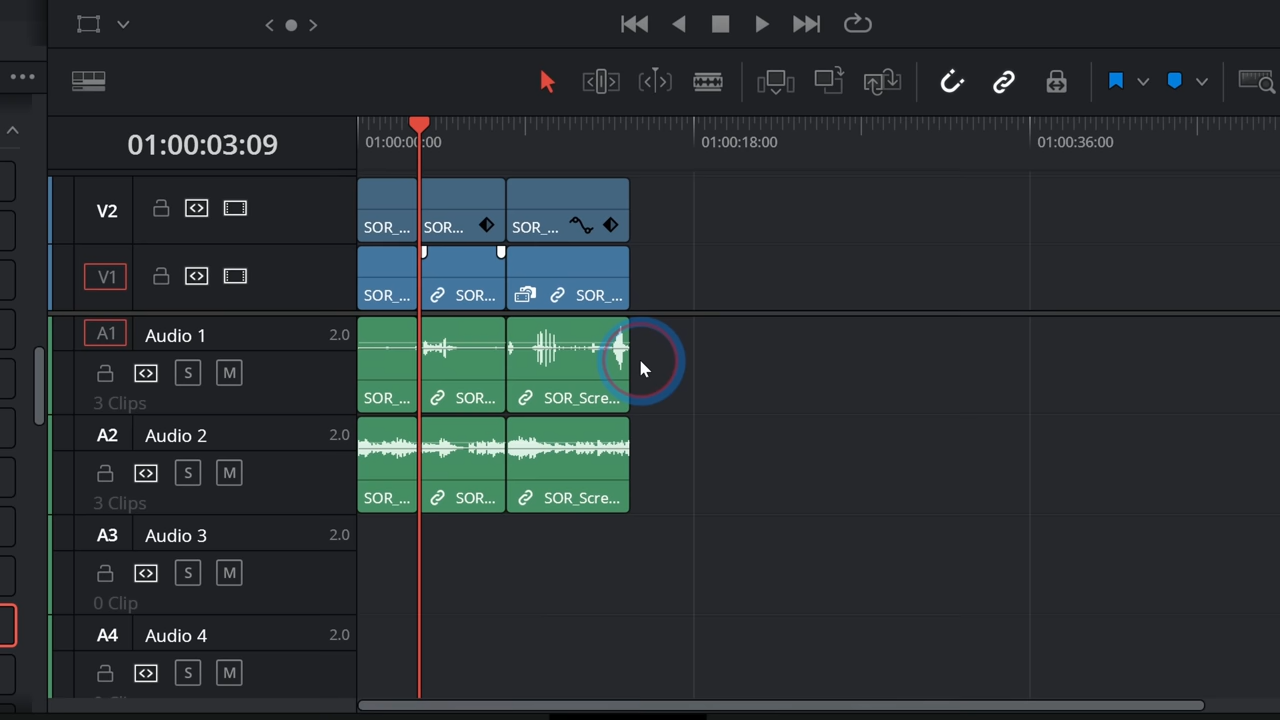 01:00:03:09
01:00:00:00
01:00:18:00
01:00:36:00
V2
SOR_...
SOR...
SOR_...
V1
SOR_...
SOR...
SOR_...
A1
Audio 1
2.0
S
M
3 Clips
SOR_...
SOR...
SOR_Scre...
A2
Audio 2
2.0
S
M
3 Clips
SOR_...
SOR...
SOR_Scre...
A3
Audio 3
2.0
S
M
0 Clip
A4
Audio 4
2.0
S
M